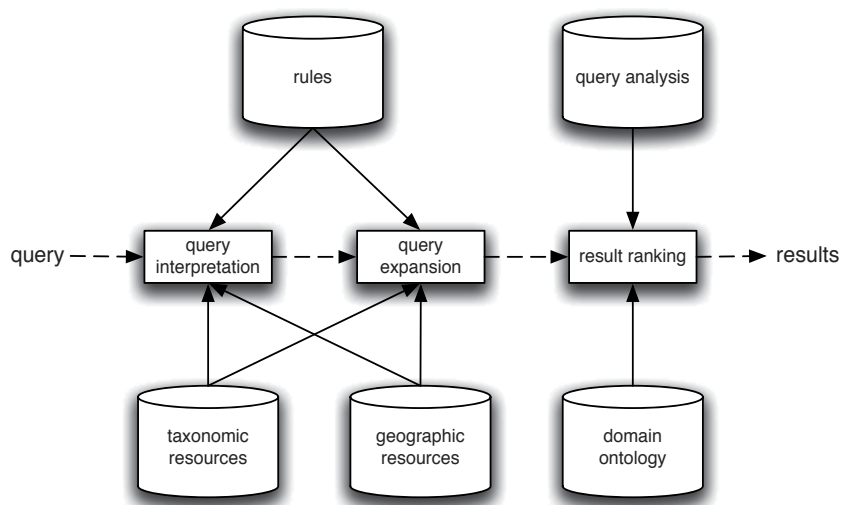 rules
query analysis
query
query
interpretation
query
expansion
result ranking
results
taxonomic
resources
geographic
resources
domain
ontology